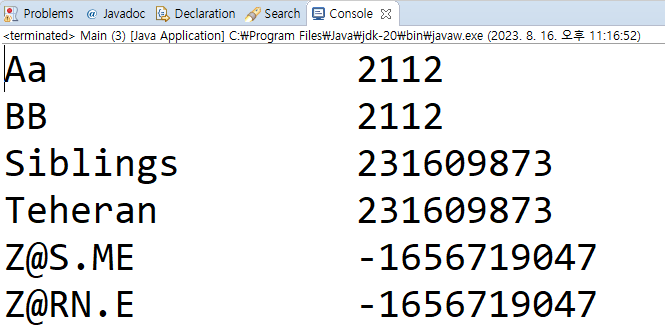 Problems @ Javadoc Declaration Search Console
<terminated> Main (3) [Java Application] C:₩Program Files₩Java₩jdk-20₩bin₩javaw.exe (2023. 8. 16. 오후 11:16:52)
Aa 2112
BB 2112
Siblings 231609873
Teheran 231609873
Z@S.ME -1656719047
Z@RN.E -1656719047